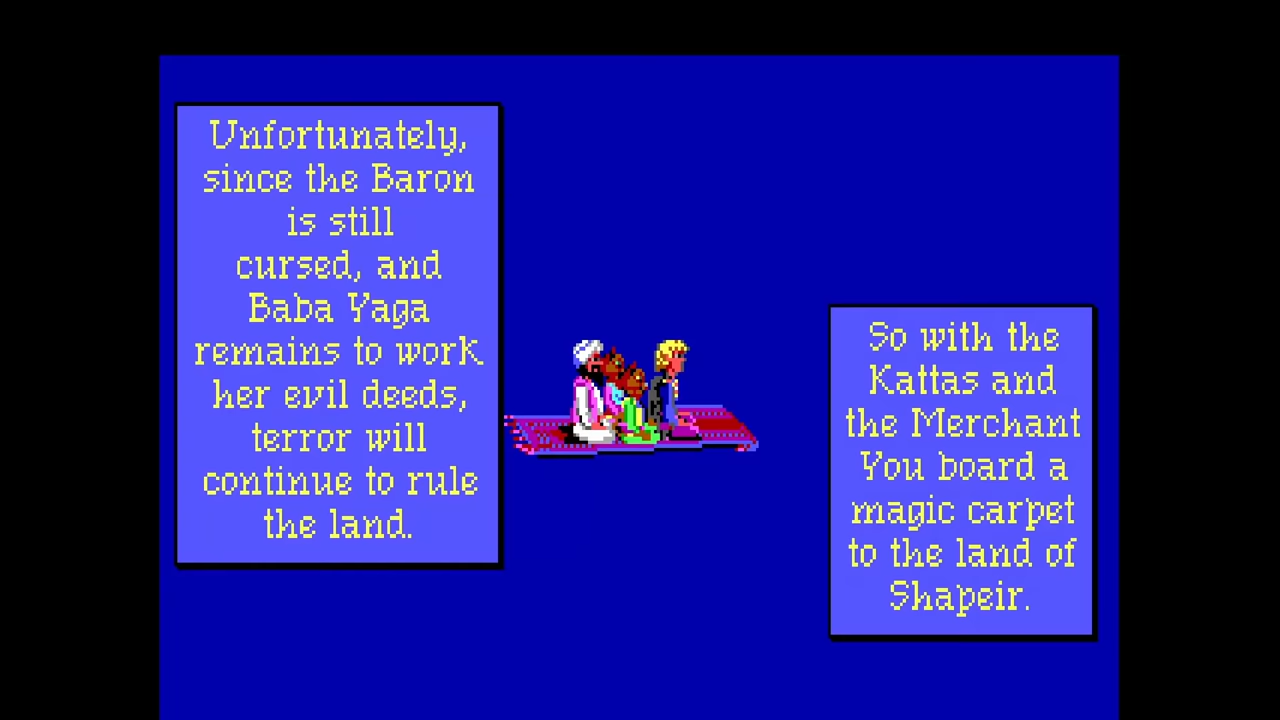 Unfortunately,
since the Baron
is still
cursed, and
Baba Yaga
remains to work
her evil deeds,
terror will
continue to rule
the land.
So with the
Kattas and
the Merchant
You board a
magic carpet
to the land of
Shapeir.